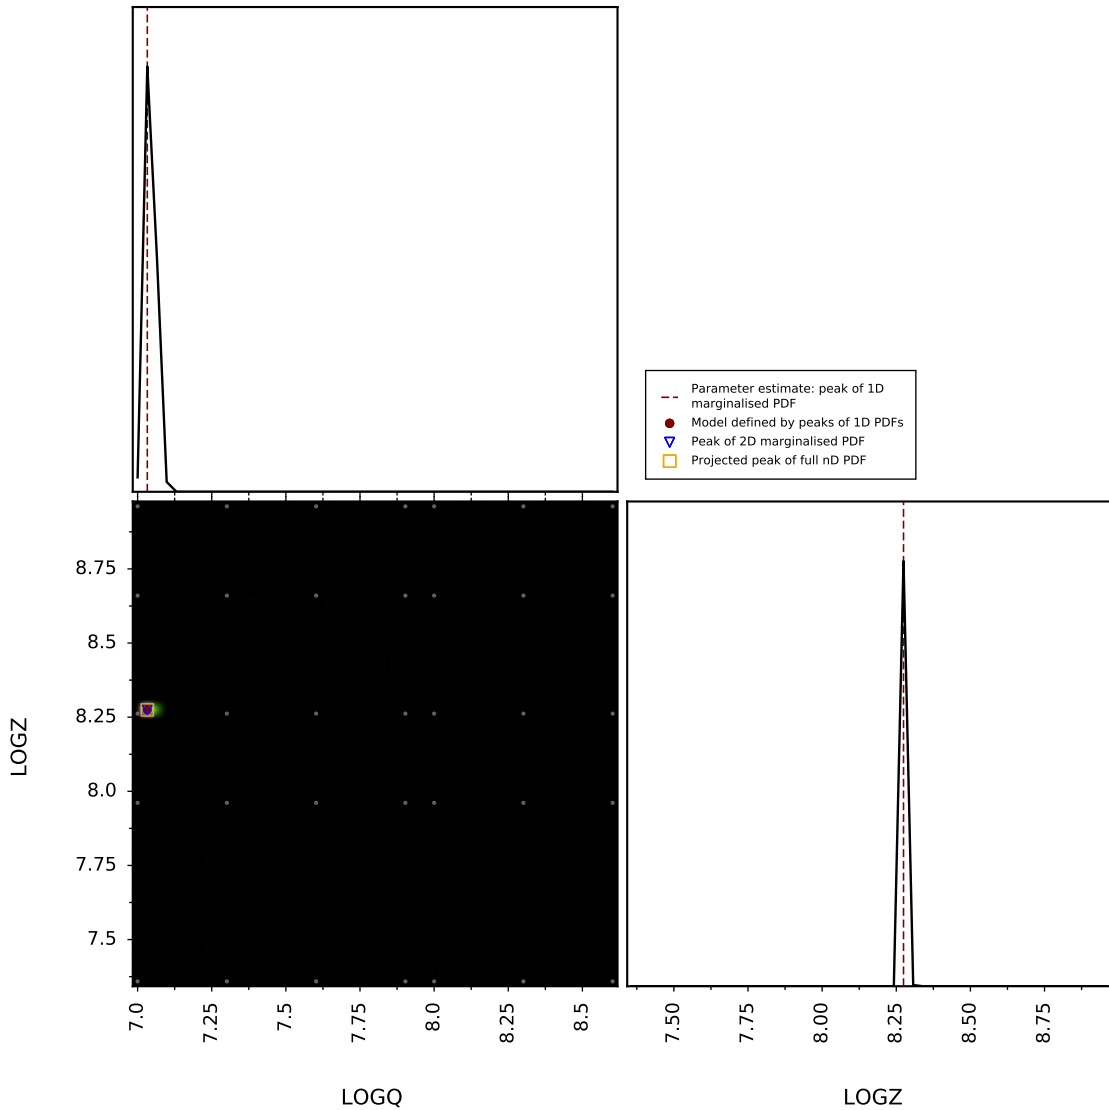 Parameter estimate: peak of 1D
marginalised PDF
Model defined by peaks of 1D PDFs
Peak of 2D marginalised PDF
Projected peak of full nD PDF
LOGZ
8.75
8.5
8.25
8.0
7.75
7.5
7.0
7.25
7.5
7.75
8.0
8.25
8.5
LOGQ
7.50
7.75
8.00
8.25
8.50
8.75
LOGZ